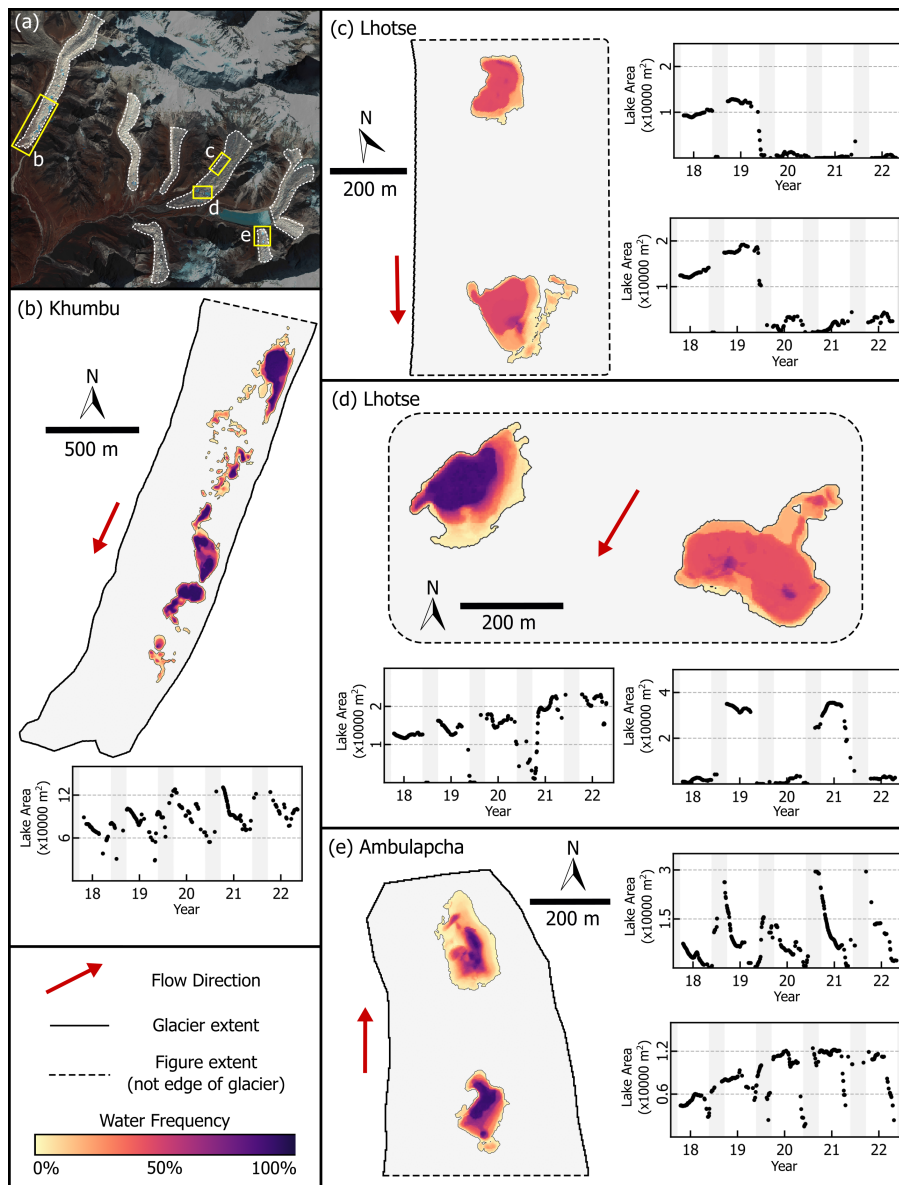 (a)
b
c
d
e
(b) Khumbu
N
500 m
Lake Area
(x10000 m²)
12
6
18 19 20 21 22
Year
Flow Direction
Glacier extent
Figure extent
(not edge of glacier)
Water Frequency
0% 50% 100%
(c) Lhotse
N
200 m
Lake Area
(x10000 m²)
2
1
18 19 20 21 22
Year
Lake Area
(x10000 m²)
2
1
18 19 20 21 22
Year
(d) Lhotse
N
200 m
Lake Area
(x10000 m²)
2
1
18 19 20 21 22
Year
Lake Area
(x10000 m²)
4
2
18 19 20 21 22
Year
(e) Ambulapcha
N
200 m
Lake Area
(x10000 m²)
3
1.5
18 19 20 21 22
Year
Lake Area
(x10000 m²)
1.2
0.6
18 19 20 21 22
Year